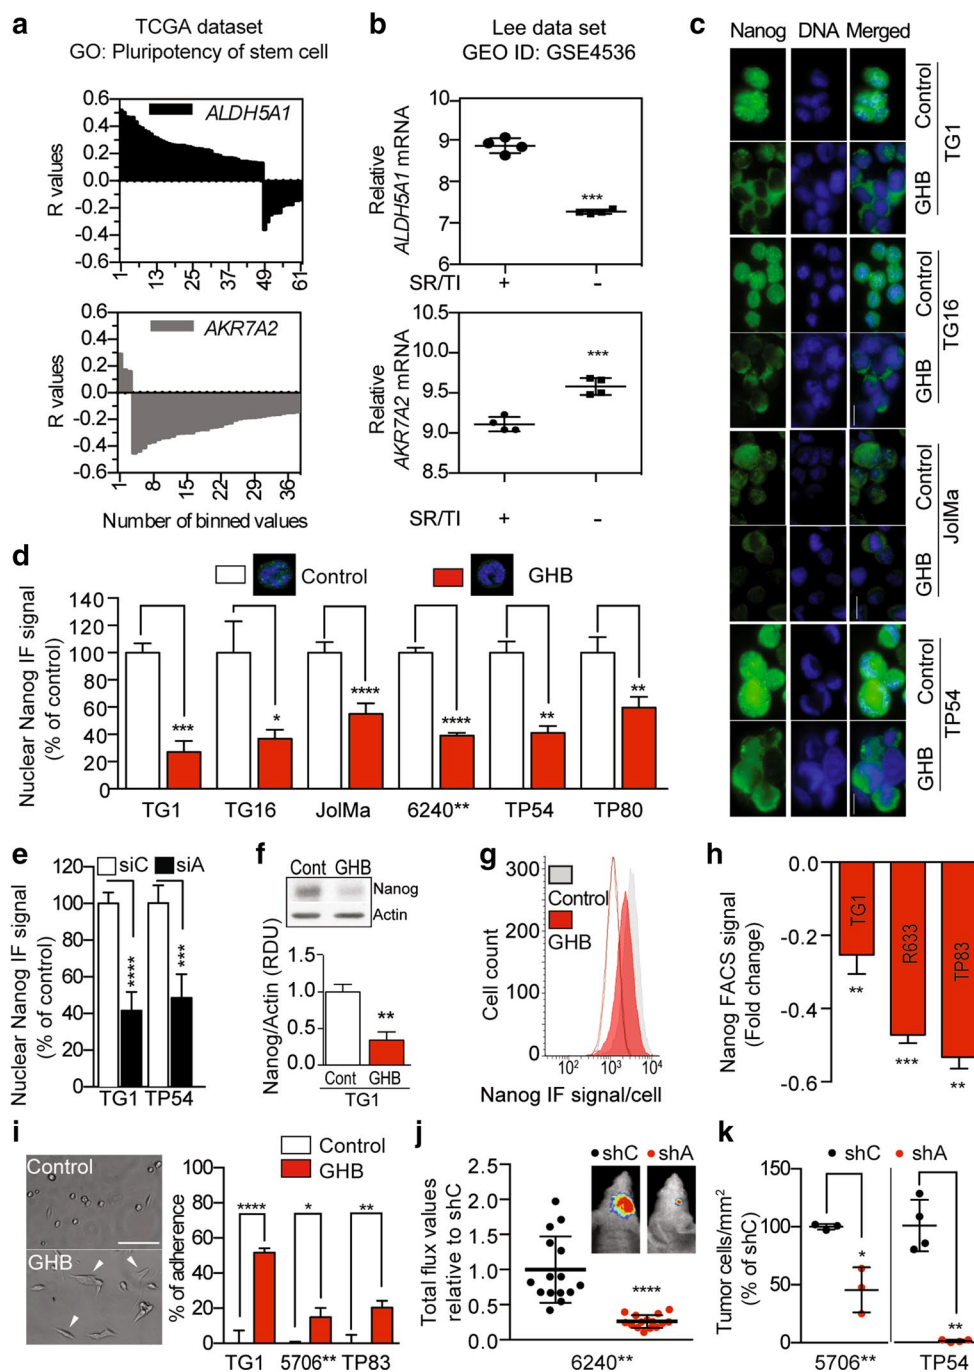 a
TCGA dataset
GO: Pluripotency of stem cell
0.6
0.4
0.2
0.0
-0.2
-0.4
-0.6
R values
ALDH5A1
1
13
25
37
49
61
0.6
0.4
0.2
0.0
-0.2
-0.4
-0.6
R values
AKR7A2
1
8
15
22
29
36
Number of binned values
b
Lee data set
GEO ID: GSE4536
Relative
ALDH5A1 mRNA
10
9
8
7
6
***
SR/TI + -
Relative
AKR7A2 mRNA
10.5
10.0
9.5
9.0
8.5
***
SR/TI + -
c
Nanog DNA Merged
Control
GHB
TG1
Control
GHB
TG16
Control
GHB
JolMa
Control
GHB
TP54
d
Control
GHB
Nuclear Nanog IF signal
(% of control)
140
120
100
80
60
40
20
0
***
*
****
****
**
**
TG1 TG16 JolMa 6240** TP54 TP80
e
siC siA
Nuclear Nanog IF signal
(% of control)
120
100
80
60
40
20
0
****
***
TG1 TP54
f
Cont GHB
Nanog
Actin
Nanog/Actin (RDU)
1.5
1.0
0.5
0.0
**
Cont GHB
TG1
g
Cell count
300
200
100
0
Control
GHB
10² 10³ 10⁴
Nanog IF signal/cell
h
Nanog FACS signal
(Fold change)
0.0
-0.2
-0.4
-0.6
TG1
R633
TP83
**
***
**
i
Control
GHB
Control
GHB
% of adherence
80
60
40
20
0
****
*
**
TG1 5706** TP83
j
shC shA
Total flux values
relative to shC
2.5
2.0
1.5
1.0
0.5
0.0
****
6240**
k
shC shA
Tumor cells/mm²
(% of shC)
150
100
50
0
*
**
5706** TP54